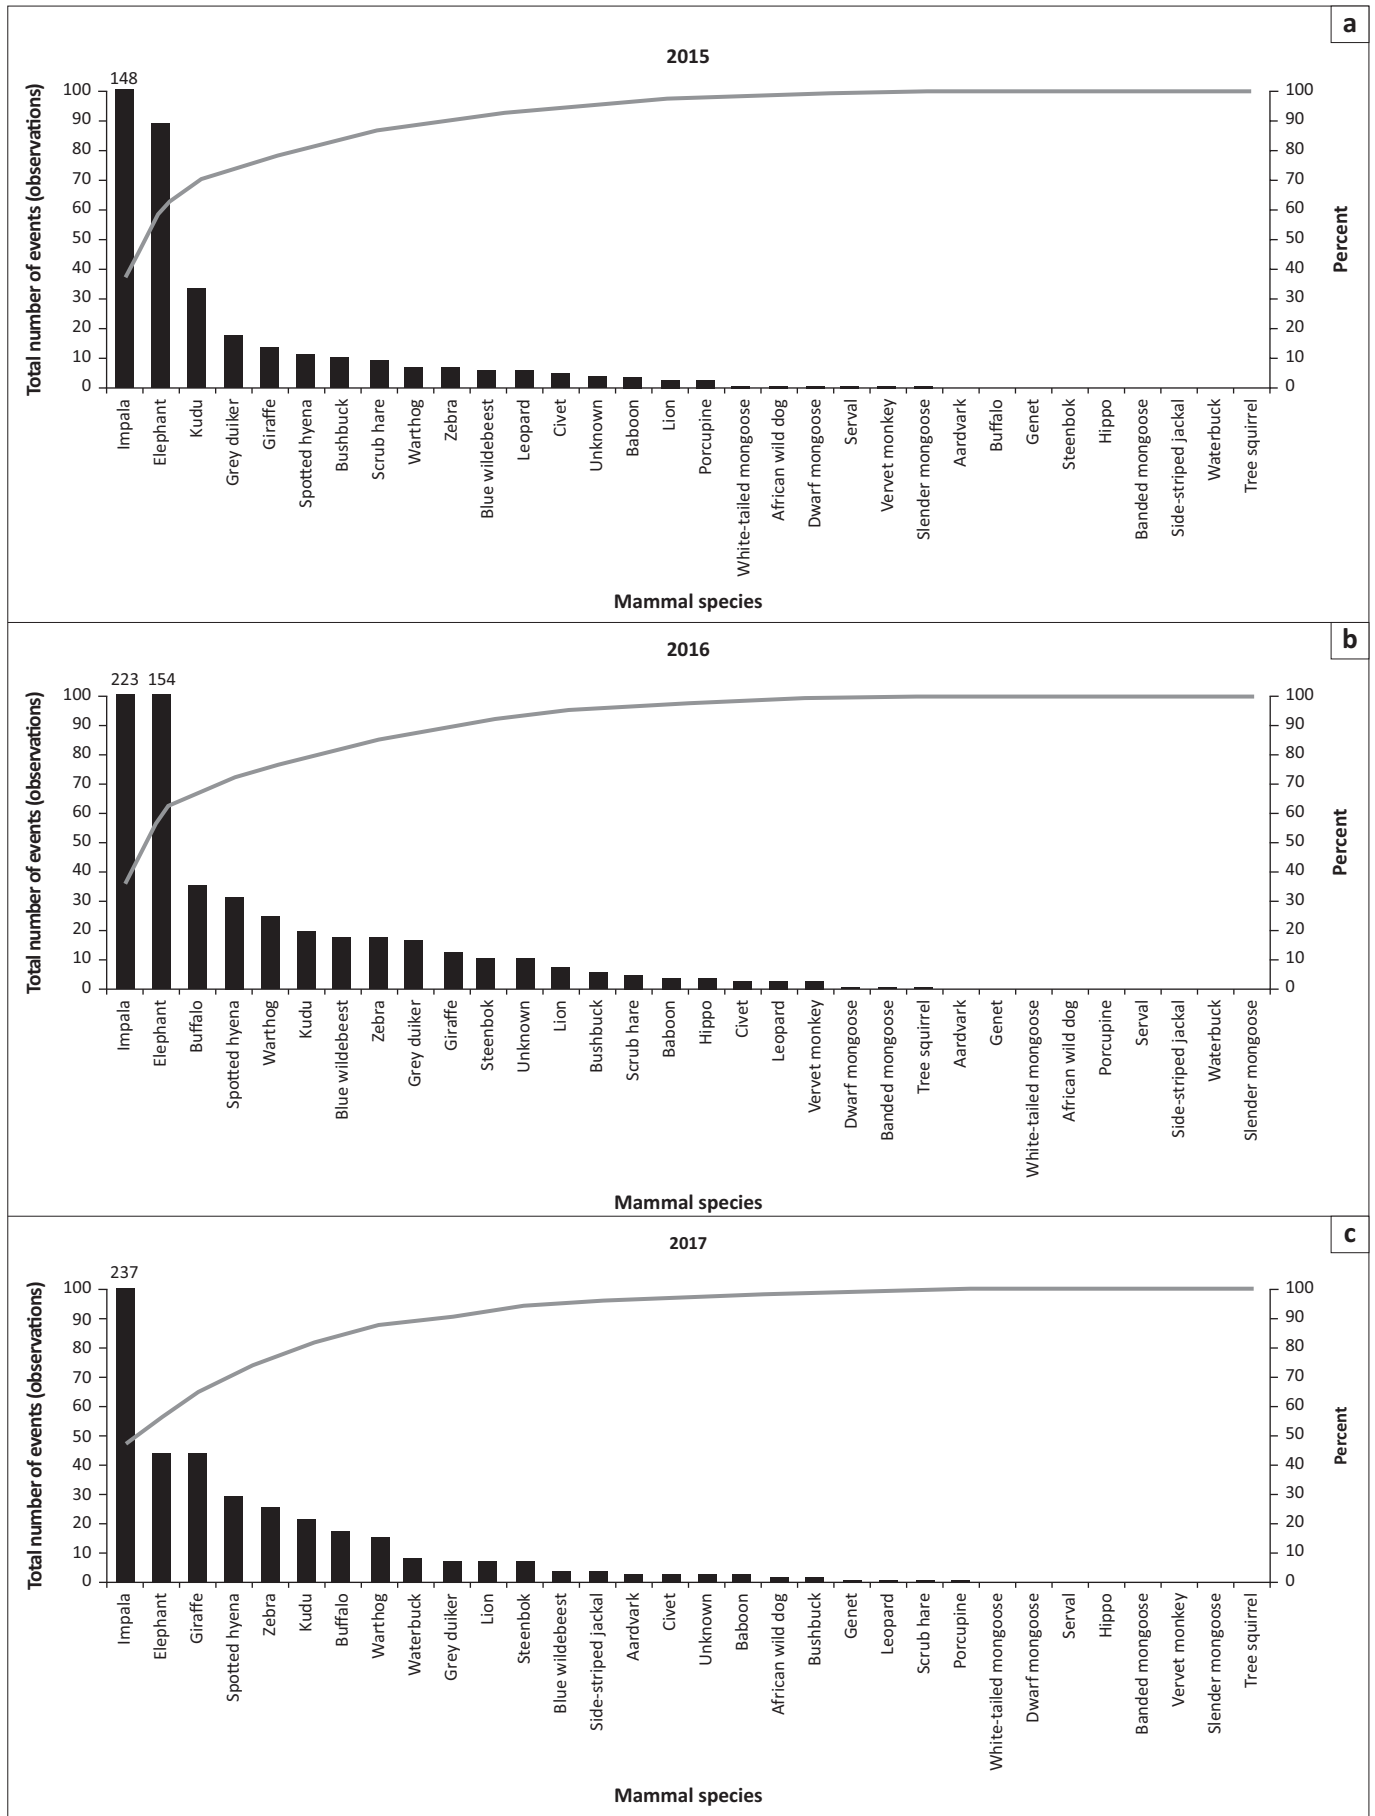 a
2015
148
Total number of events (observations)
100
90
80
70
60
50
40
30
20
10
0
100
90
80
70
60
50
40
30
20
10
0
Percent
Impala
Elephant
Kudu
Grey duiker
Giraffe
Spotted hyena
Bushbuck
Scrub hare
Warthog
Zebra
Blue wildebeest
Leopard
Civet
Unknown
Baboon
Lion
Porcupine
White-tailed mongoose
African wild dog
Dwarf mongoose
Serval
Vervet monkey
Slender mongoose
Aardvark
Buffalo
Genet
Steenbok
Hippo
Banded mongoose
Side-striped jackal
Waterbuck
Tree squirrel
Mammal species
b
2016
223 154
Total number of events (observations)
100
90
80
70
60
50
40
30
20
10
0
100
90
80
70
60
50
40
30
20
10
0
Percent
Impala
Elephant
Buffalo
Spotted hyena
Warthog
Kudu
Blue wildebeest
Zebra
Grey duiker
Giraffe
Steenbok
Unknown
Lion
Bushbuck
Scrub hare
Baboon
Hippo
Civet
Leopard
Vervet monkey
Dwarf mongoose
Banded mongoose
Tree squirrel
Aardvark
Genet
White-tailed mongoose
African wild dog
Porcupine
Serval
Side-striped jackal
Waterbuck
Slender mongoose
Mammal species
c
2017
237
Total number of events (observations)
100
90
80
70
60
50
40
30
20
10
0
100
90
80
70
60
50
40
30
20
10
0
Percent
Impala
Elephant
Giraffe
Spotted hyena
Zebra
Kudu
Buffalo
Warthog
Waterbuck
Grey duiker
Lion
Steenbok
Blue wildebeest
Side-striped jackal
Aardvark
Civet
Unknown
Baboon
African wild dog
Bushbuck
Genet
Leopard
Scrub hare
Porcupine
White-tailed mongoose
Dwarf mongoose
Serval
Hippo
Banded mongoose
Vervet monkey
Slender mongoose
Tree squirrel
Mammal species